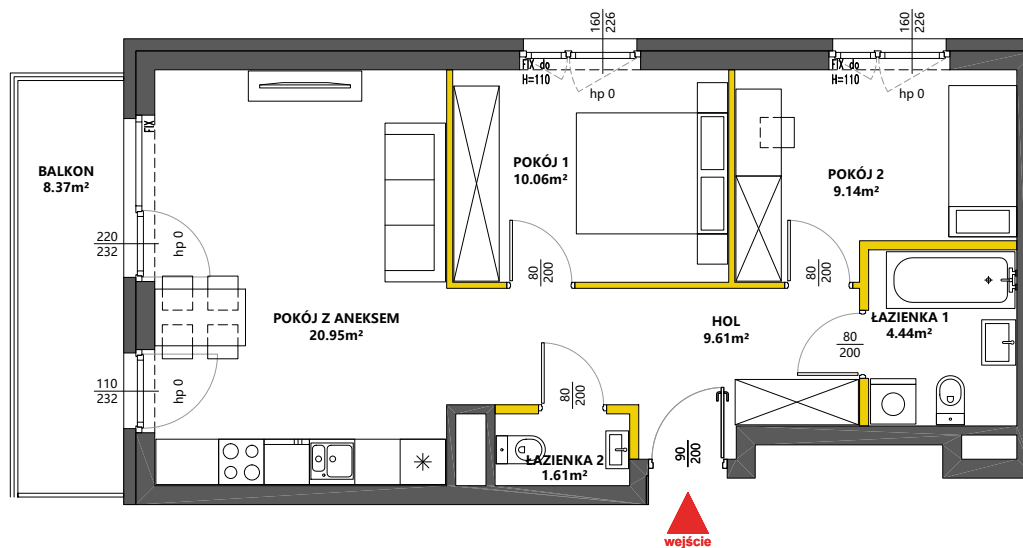 160
226
160
226
FIX do
H=110
hp 0
FIX do
H=110
hp 0
FIX
BALKON
8.37m²
POKÓJ 1
10.06m²
POKÓJ 2
9.14m²
220
232
hp 0
80
200
80
200
POKÓJ Z ANEKSEM
20.95m²
HOL
9.61m²
ŁAZIENKA 1
4.44m²
80
200
110
232
hp 0
80
200
90
200
ŁAZIENKA 2
1.61m²
wejście